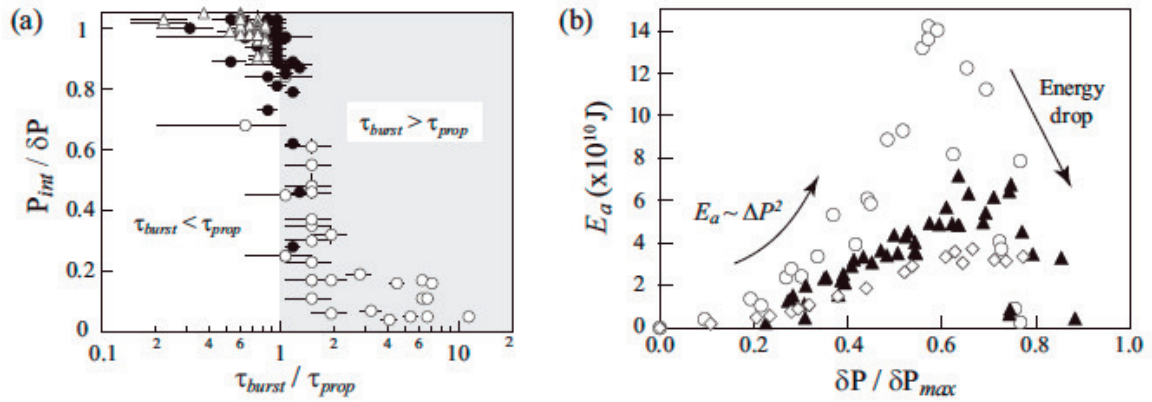 (a)
P_int / δP
1
0.8
0.6
0.4
0.2
0
τ_burst > τ_prop
τ_burst < τ_prop
0.1
2
4
6
8
1
2
4
6
8
10
2
τ_burst / τ_prop
(b)
E_a (x10^10 J)
14
12
10
8
6
4
2
0
Energy
drop
E_a ~ ΔP^2
0.0
0.2
0.4
0.6
0.8
1.0
δP / δP_max